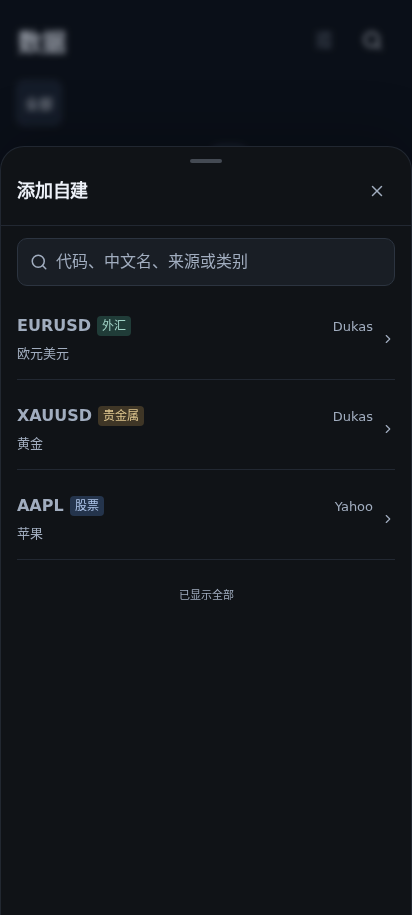 数据
添加自建
代码、中文名、来源或类别
EURUSD 外汇 Dukas
欧元美元
XAUUSD 贵金属 Dukas
黄金
AAPL 股票 Yahoo
苹果
已显示全部